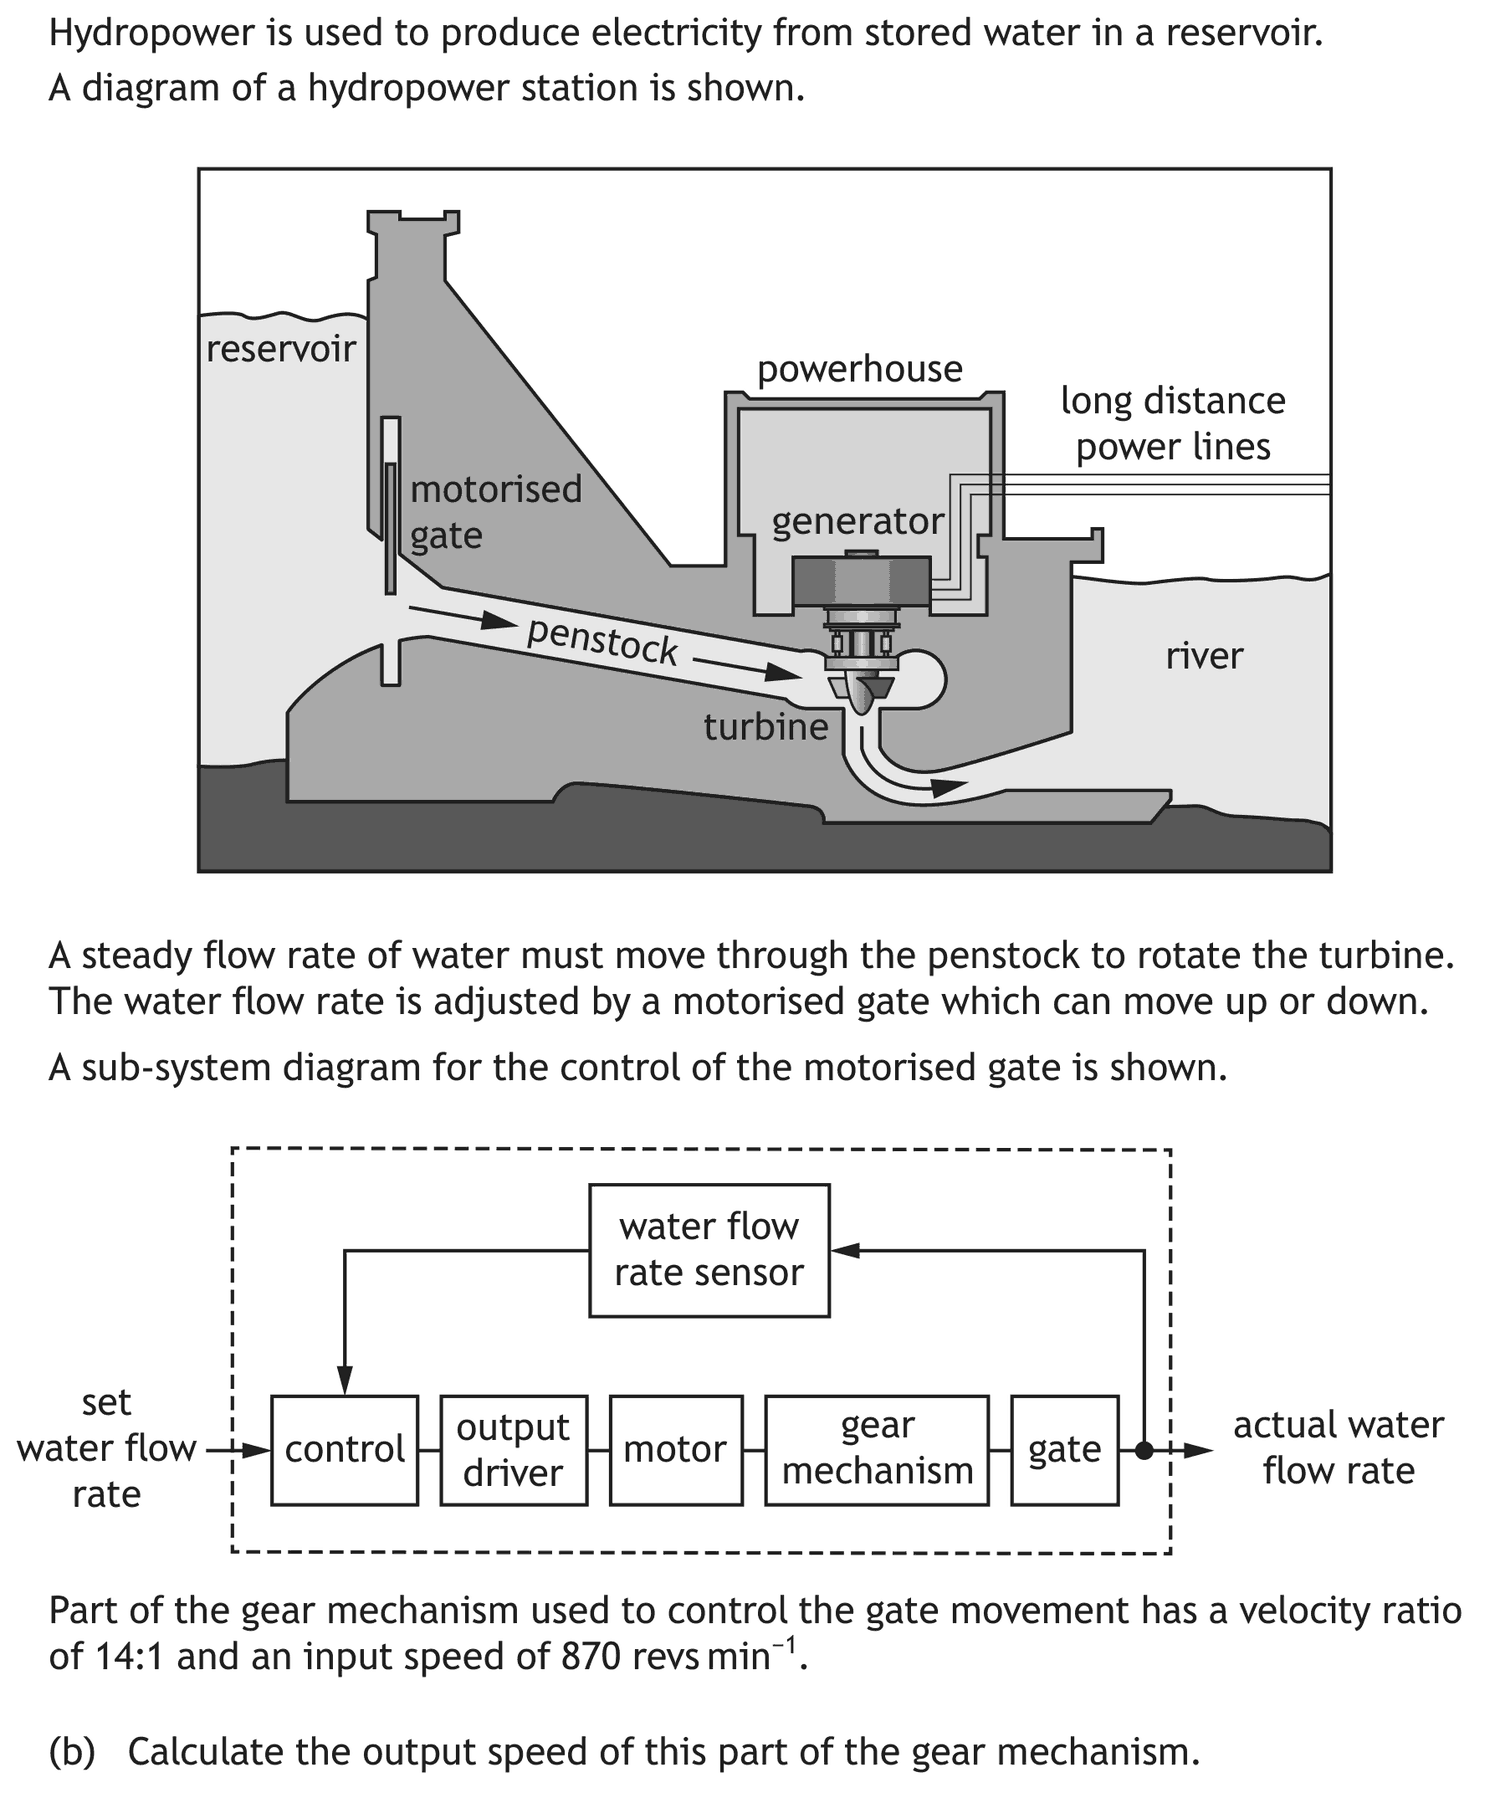 Hydropower is used to produce electricity from stored water in a reservoir.
A diagram of a hydropower station is shown.
reservoir
powerhouse
long distance
power lines
motorised
gate
generator
penstock
river
turbine
A steady flow rate of water must move through the penstock to rotate the turbine.
The water flow rate is adjusted by a motorised gate which can move up or down.
A sub-system diagram for the control of the motorised gate is shown.
water flow
rate sensor
set
water flow
rate
control
output
driver
motor
gear
mechanism
gate
actual water
flow rate
Part of the gear mechanism used to control the gate movement has a velocity ratio
of 14:1 and an input speed of 870 revs min⁻¹.
(b) Calculate the output speed of this part of the gear mechanism.